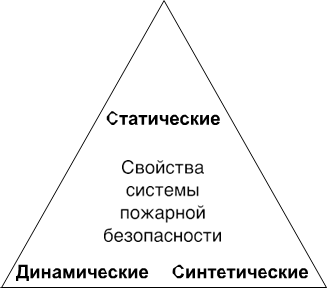 Статические
Свойства
системы
пожарной
безопасности
Динамические Синтетические